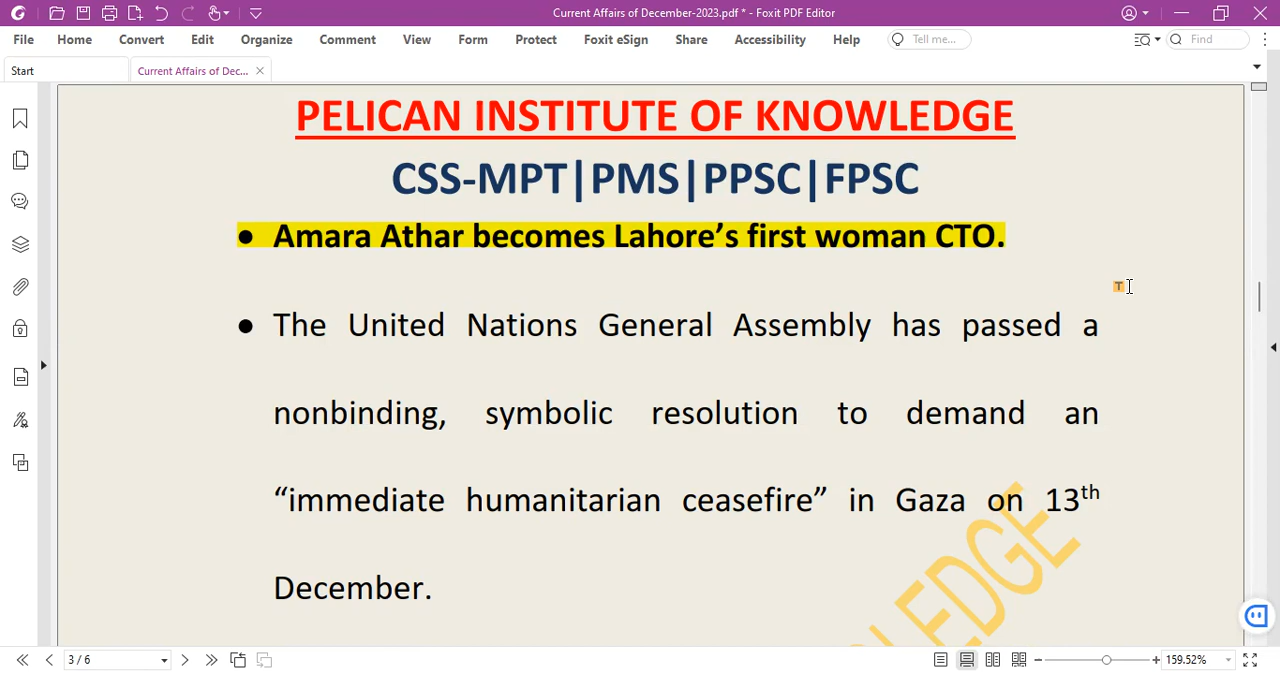 Current Affairs of December-2023.pdf * - Foxit PDF Editor
File Home Convert Edit Organize Comment View Form Protect Foxit eSign Share Accessibility Help Tell me... Find
Start Current Affairs of Dec...
PELICAN INSTITUTE OF KNOWLEDGE
CSS-MPT|PMS|PPSC|FPSC
● Amara Athar becomes Lahore’s first woman CTO.
● The United Nations General Assembly has passed a
nonbinding, symbolic resolution to demand an
“immediate humanitarian ceasefire” in Gaza on 13th
December.
3 / 6
159.52%